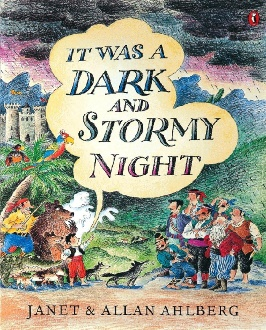 IT WAS A
DARK
AND
STORMY
NIGHT
JANET & ALLAN AHLBERG